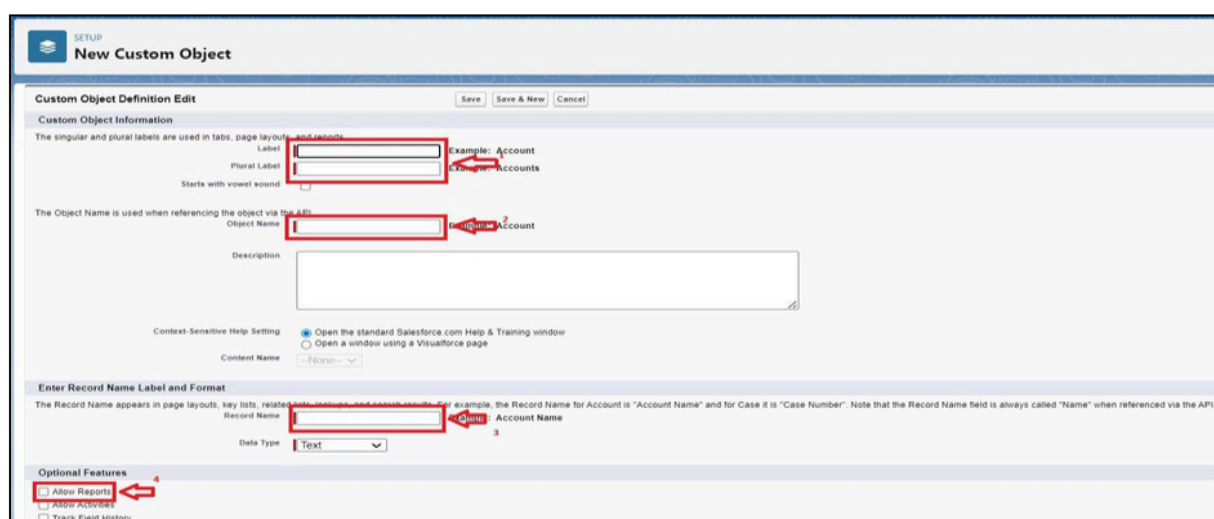 SETUP
New Custom Object
Custom Object Definition Edit
Save Save & New Cancel
Custom Object Information
The singular and plural labels are used in tabs, page layouts, and reports.
Label Example: Account
1
Plural Label Example: Accounts
Starts with vowel sound
The Object Name is used when referencing the object via the API.
2
Object Name Example: Account
Description
Context-Sensitive Help Setting Open the standard Salesforce.com Help & Training window
Open a window using a Visualforce page
Content Name --None--
Enter Record Name Label and Format
The Record Name appears in page layouts, key lists, related lists, lookups, and search results. For example, the Record Name for Account is "Account Name" and for Case it is "Case Number". Note that the Record Name field is always called "Name" when referenced via the API
Record Name Example: Account Name
3
Data Type Text
Optional Features
4
Allow Reports
Allow Activities
Track Field History